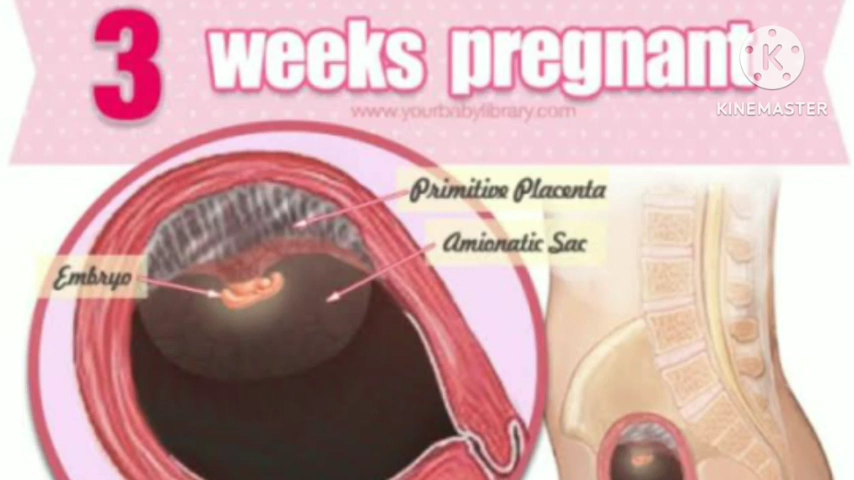 3 weeks pregnant
K
KINEMASTER
www.yourbabylibrary.com
Primitive Placenta
Amionatic Sac
Embryo